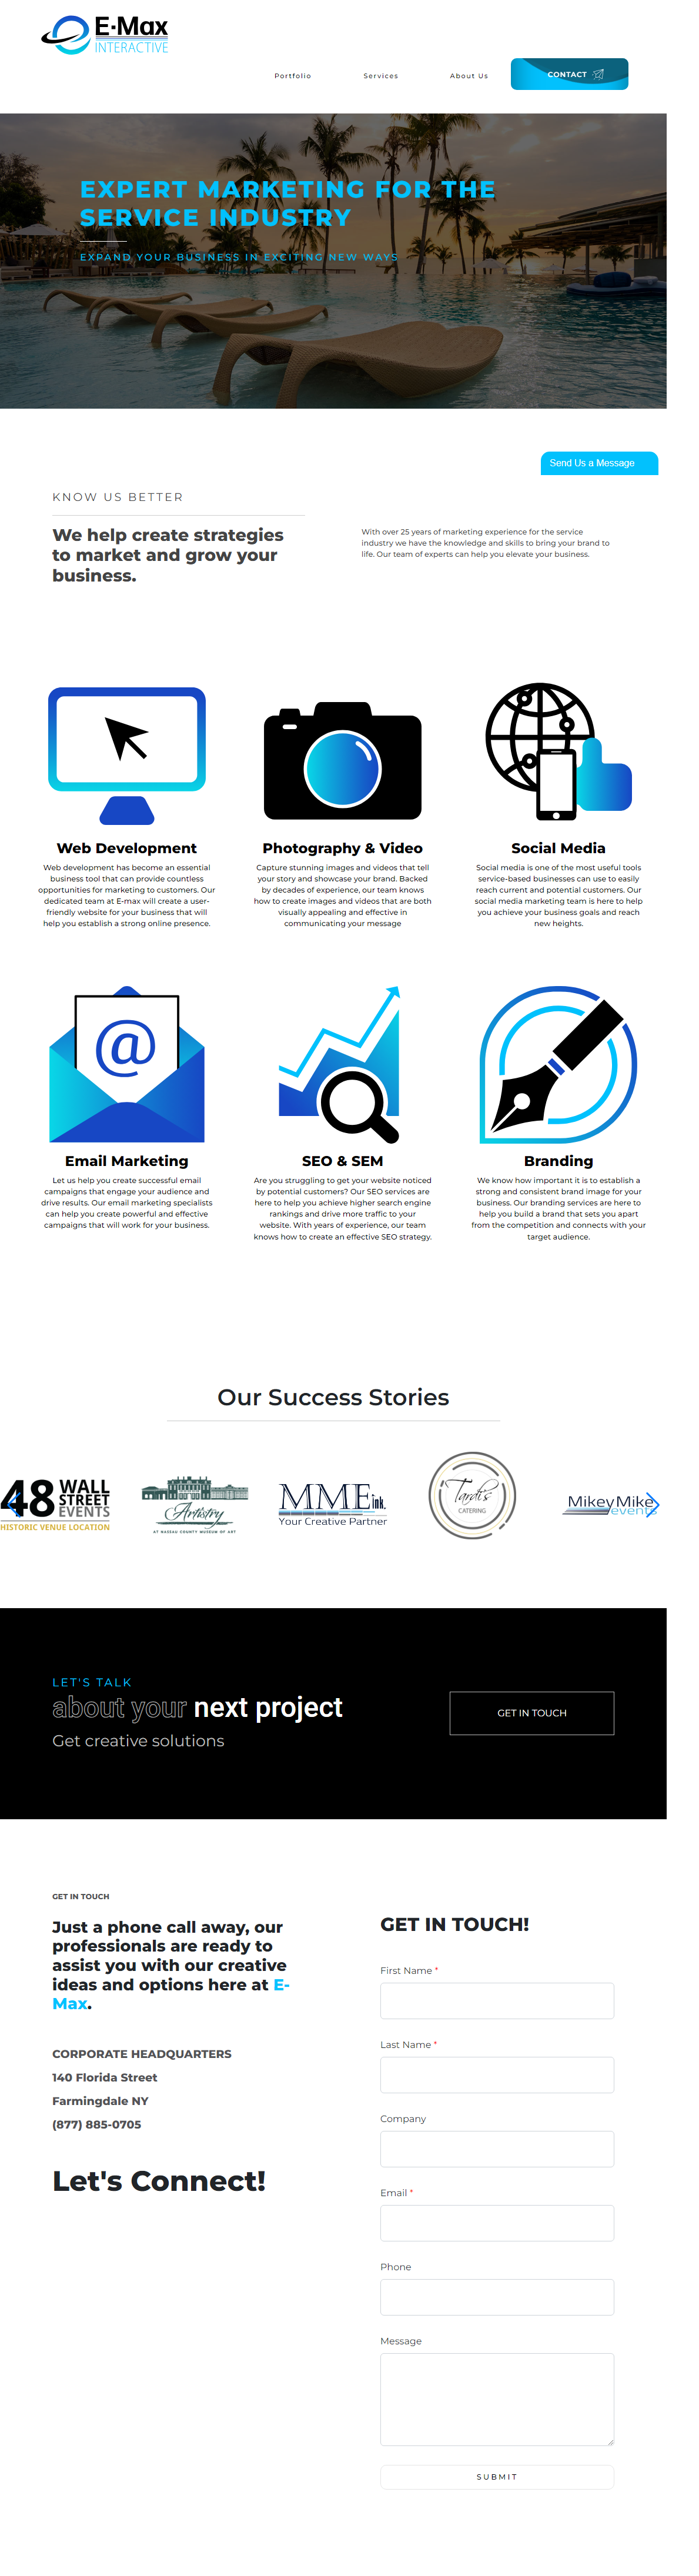 E-Max
INTERACTIVE
Portfolio
Services
About Us
CONTACT
EXPERT MARKETING FOR THE
SERVICE INDUSTRY
EXPAND YOUR BUSINESS IN EXCITING NEW WAYS
Send Us a Message
KNOW US BETTER
We help create strategies
to market and grow your
business.
With over 25 years of marketing experience for the service
industry we have the knowledge and skills to bring your brand to
life. Our team of experts can help you elevate your business.
Web Development
Web development has become an essential
business tool that can provide countless
opportunities for marketing to customers. Our
dedicated team at E-max will create a user-
friendly website for your business that will
help you establish a strong online presence.
Photography & Video
Capture stunning images and videos that tell
your story and showcase your brand. Backed
by decades of experience, our team knows
how to create images and videos that are both
visually appealing and effective in
communicating your message
Social Media
Social media is one of the most useful tools
service-based businesses can use to easily
reach current and potential customers. Our
social media marketing team is here to help
you achieve your business goals and reach
new heights.
@
Email Marketing
Let us help you create successful email
campaigns that engage your audience and
drive results. Our email marketing specialists
can help you create powerful and effective
campaigns that will work for your business.
SEO & SEM
Are you struggling to get your website noticed
by potential customers? Our SEO services are
here to help you achieve higher search engine
rankings and drive more traffic to your
website. With years of experience, our team
knows how to create an effective SEO strategy.
Branding
We know how important it is to establish a
strong and consistent brand image for your
business. Our branding services are here to
help you build a brand that sets you apart
from the competition and connects with your
target audience.
Our Success Stories
48 WALL
STREET
EVENTS
HISTORIC VENUE LOCATION
Artistry
AT NASSAU COUNTY MUSEUM OF ART
MME ink.
Your Creative Partner
Tardi's
CATERING
MikeyMike
events
LET'S TALK
about your next project
Get creative solutions
GET IN TOUCH
GET IN TOUCH
Just a phone call away, our
professionals are ready to
assist you with our creative
ideas and options here at E-
Max.
CORPORATE HEADQUARTERS
140 Florida Street
Farmingdale NY
(877) 885-0705
Let's Connect!
GET IN TOUCH!
First Name *
Last Name *
Company
Email *
Phone
Message
SUBMIT